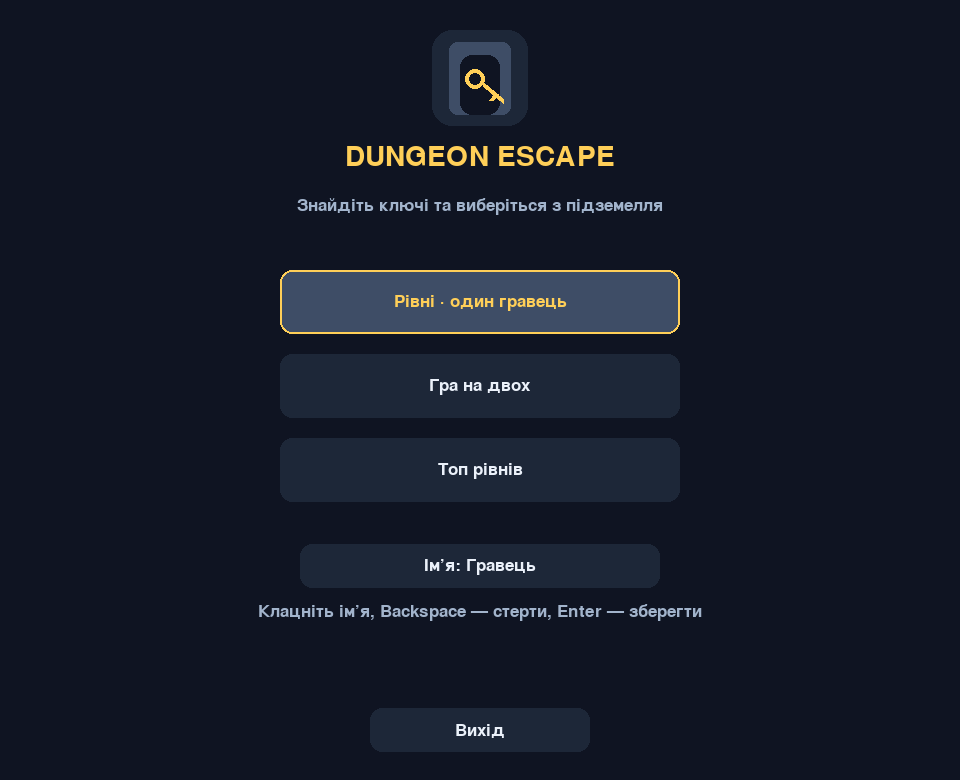 DUNGEON ESCAPE
Знайдіть ключі та виберіться з підземелля
Рівні · один гравець
Гра на двох
Топ рівнів
Ім’я: Гравець
Клацніть ім’я, Backspace — стерти, Enter — зберегти
Вихід